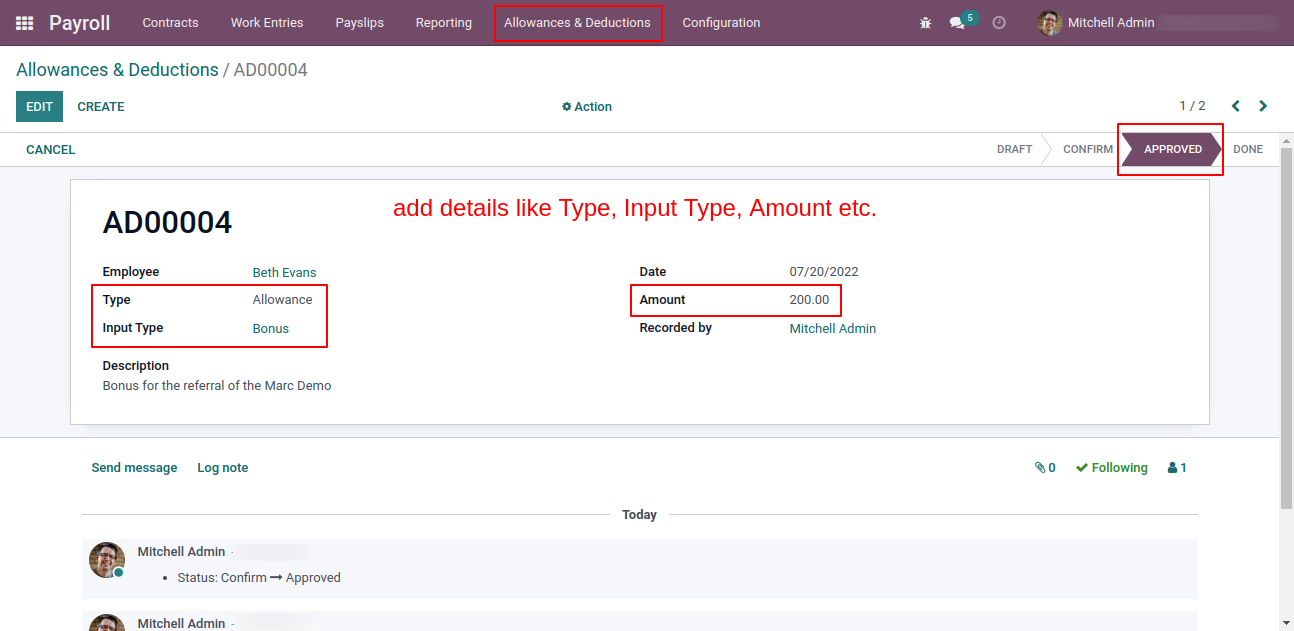 Payroll Contracts Work Entries Payslips Reporting Allowances & Deductions Configuration 5 Mitchell Admin
Allowances & Deductions / AD00004
EDIT CREATE Action 1 / 2
CANCEL DRAFT CONFIRM APPROVED DONE
add details like Type, Input Type, Amount etc.
AD00004
Employee Beth Evans Date 07/20/2022
Type Allowance Amount 200.00
Input Type Bonus Recorded by Mitchell Admin
Description
Bonus for the referral of the Marc Demo
Send message Log note 0 Following 1
Today
Mitchell Admin -
• Status: Confirm → Approved
Mitchell Admin -